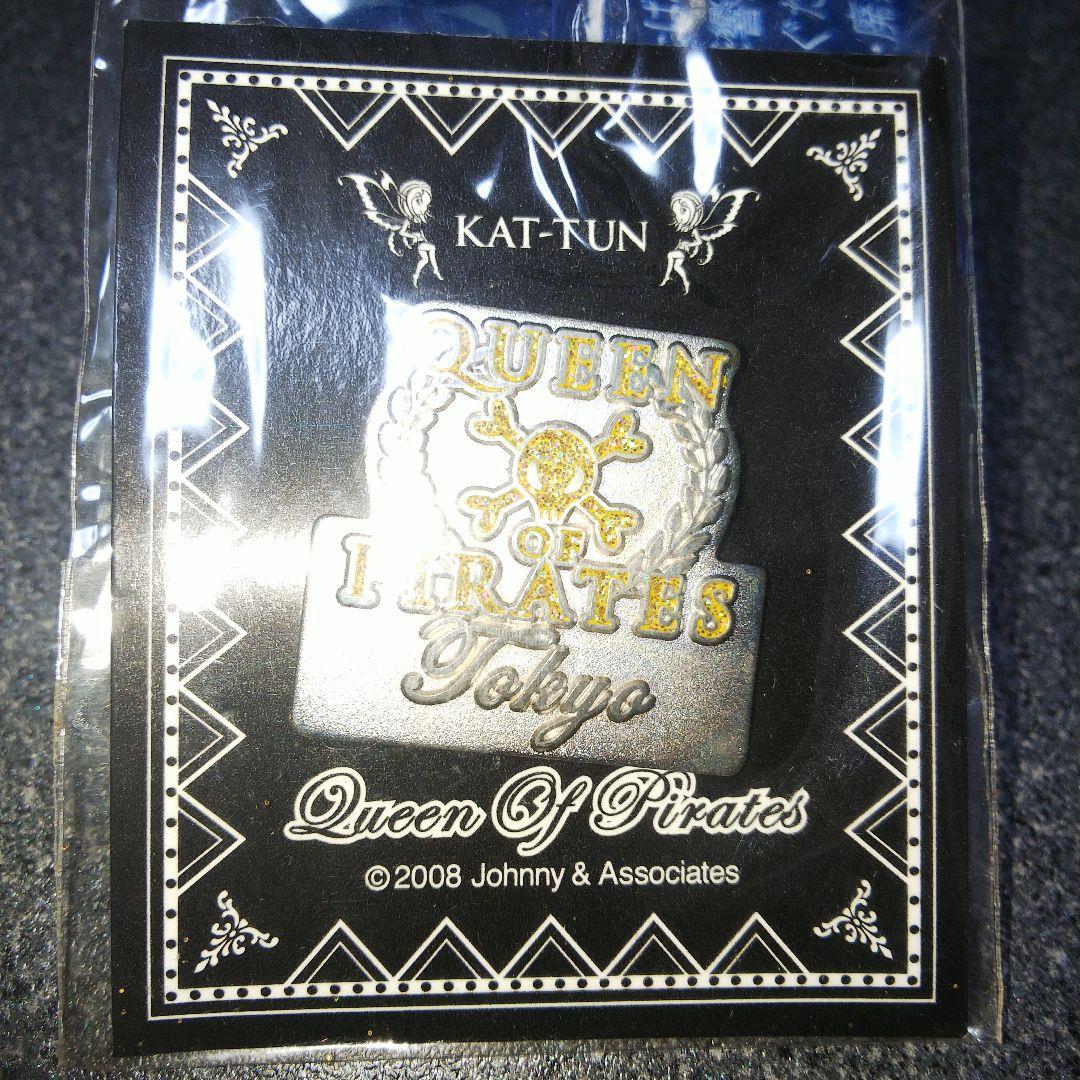 KAT-TUN
QUEEN
OF
PIRATES
Tokyo
Queen Of Pirates
©2008 Johnny & Associates